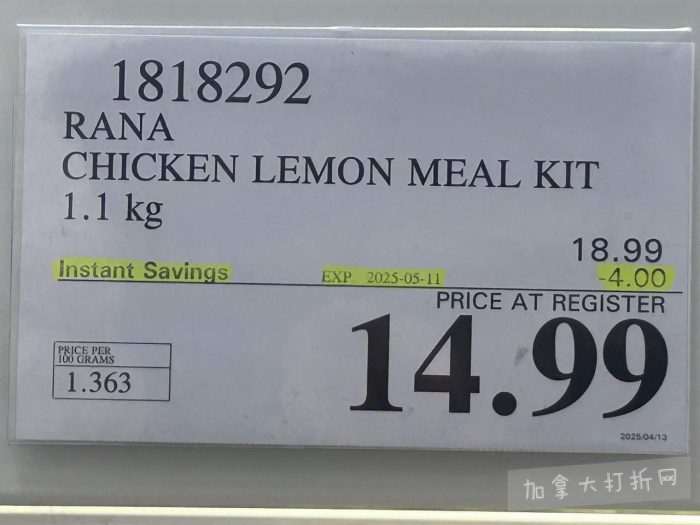 1818292
RANA
CHICKEN LEMON MEAL KIT
1.1 kg
18.99
Instant Savings EXP 2025-05-11 -4.00
PRICE AT REGISTER
14.99
PRICE PER
100 GRAMS
1.363
2025/04/13
加拿大打折网